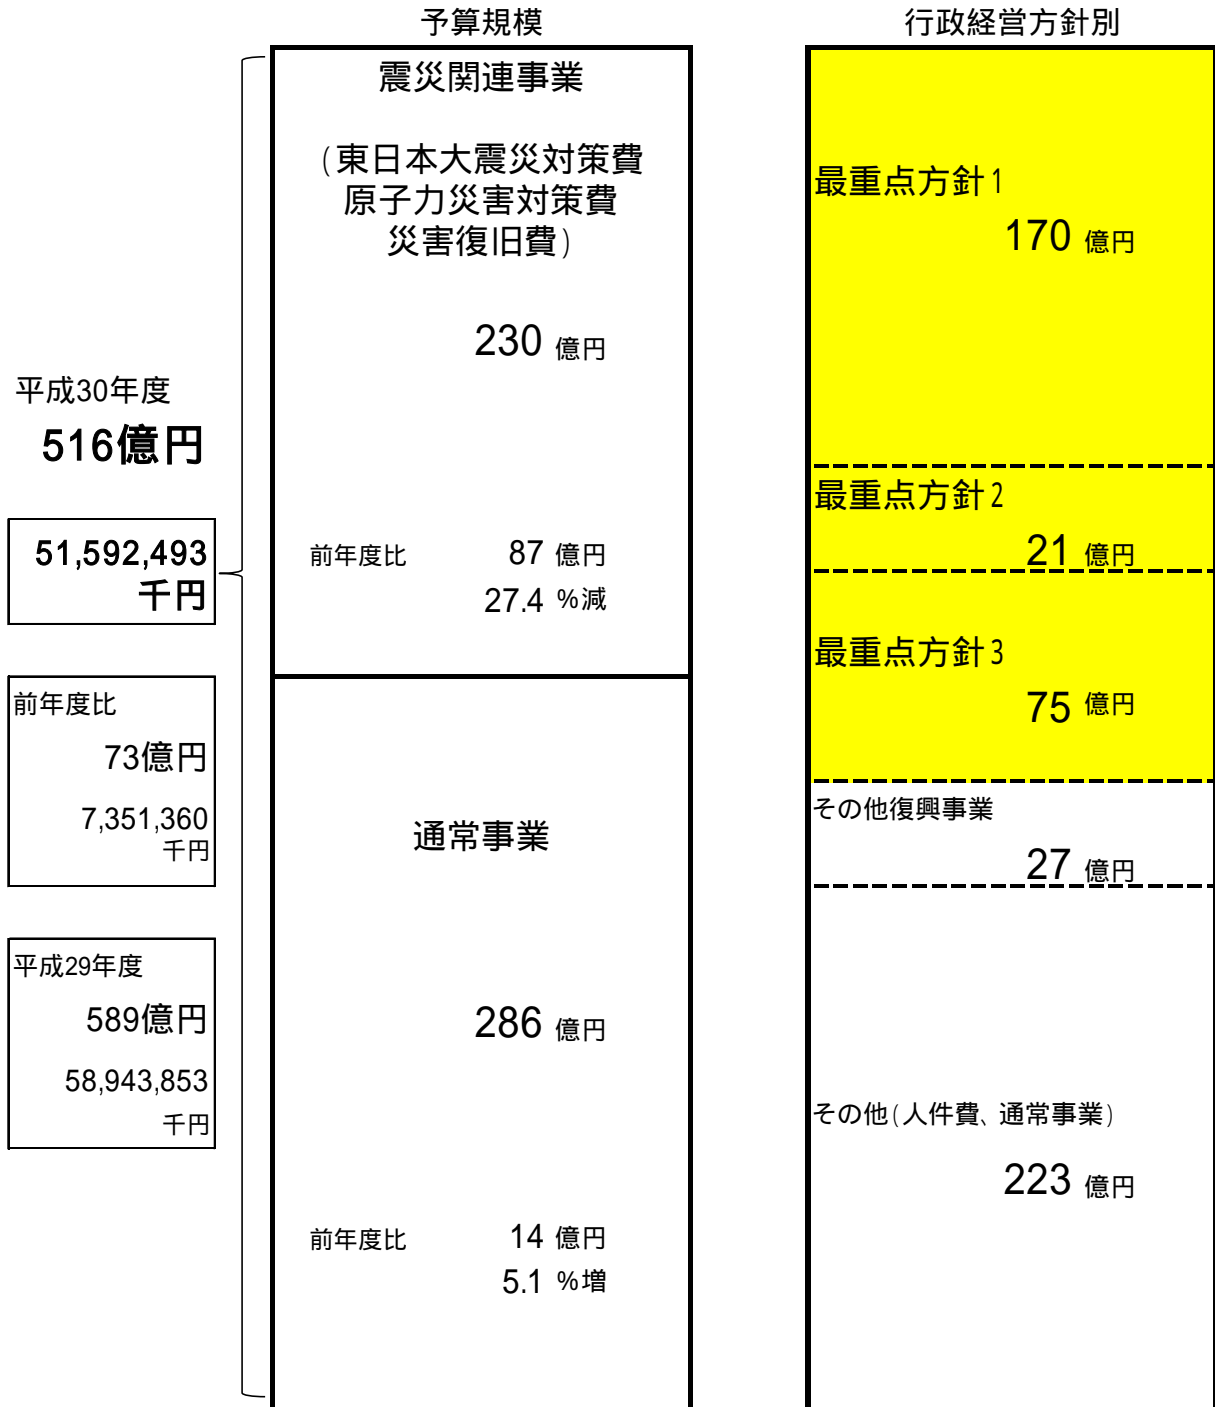 予算規模
行政経営方針別
平成30年度
516億円
51,592,493
千円
前年度比
73億円
7,351,360
千円
平成29年度
589億円
58,943,853
千円
震災関連事業
(東日本大震災対策費
原子力災害対策費
災害復旧費)
230 億円
前年度比 87 億円
27.4 %減
通常事業
286 億円
前年度比 14 億円
5.1 %増
最重点方針1
170 億円
最重点方針2
21 億円
最重点方針3
75 億円
その他復興事業
27 億円
その他(人件費、通常事業)
223 億円